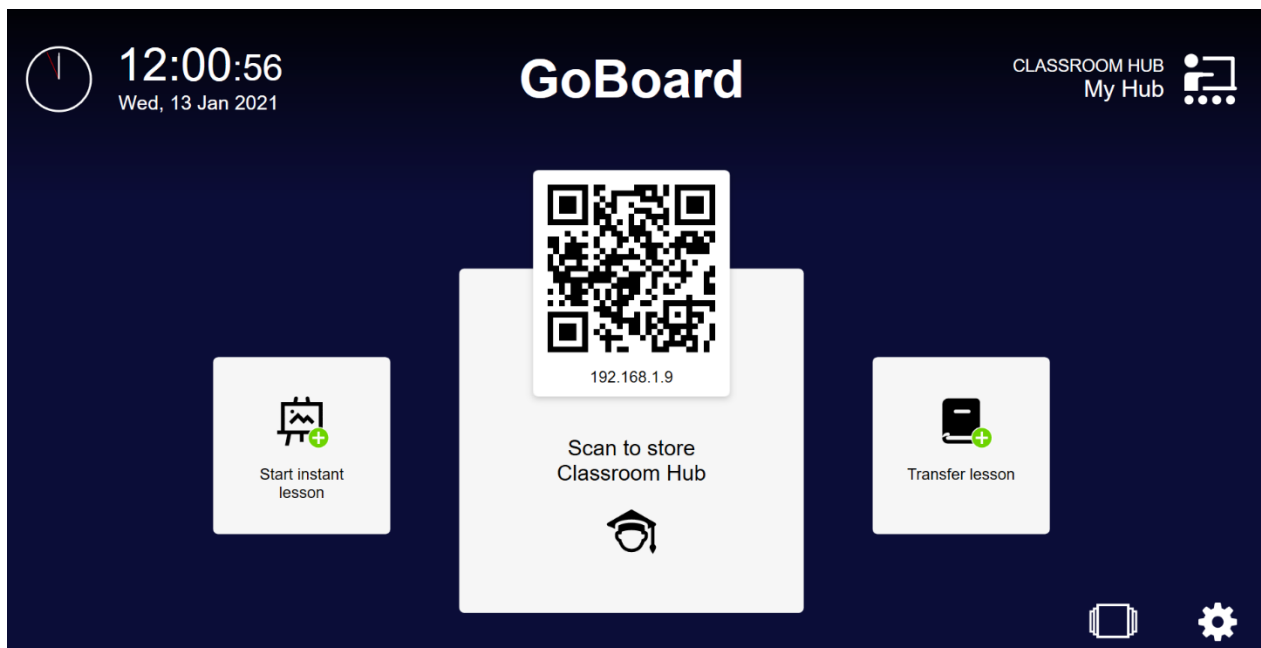 12:00:56
Wed, 13 Jan 2021
GoBoard
CLASSROOM HUB
My Hub
192.168.1.9
Scan to store
Classroom Hub
Start instant
lesson
Transfer lesson